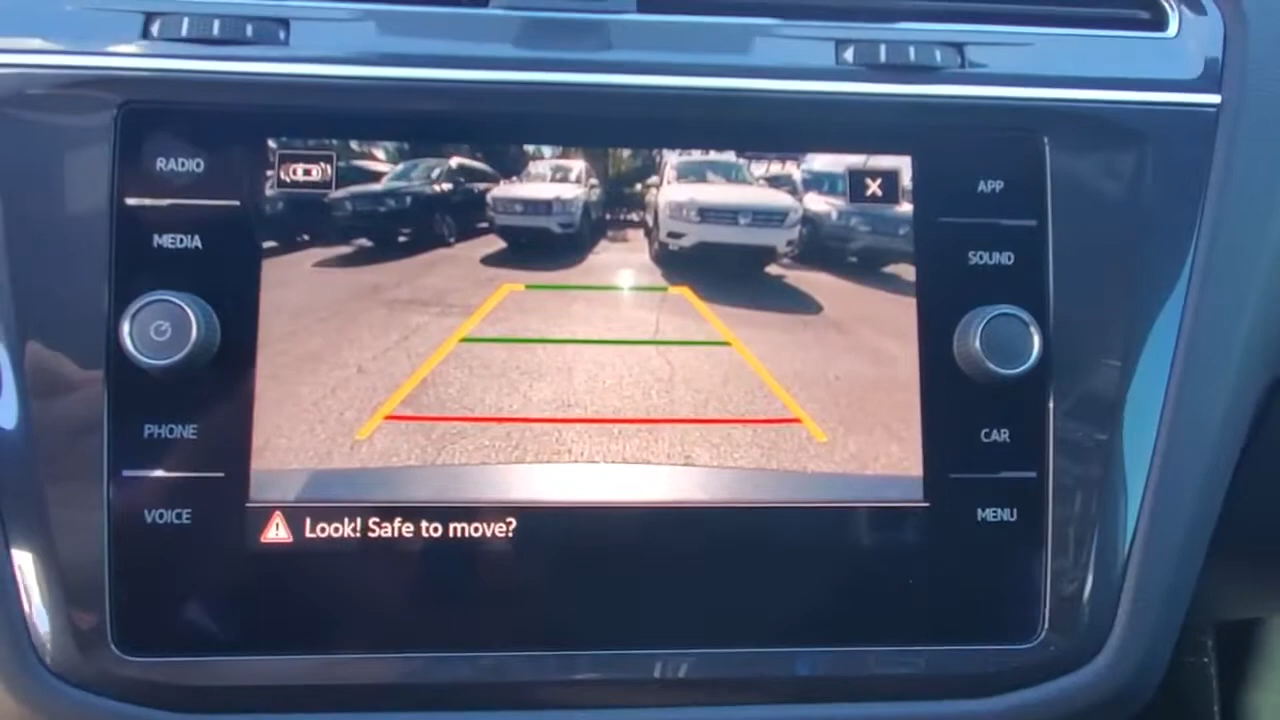 RADIO
MEDIA
PHONE
VOICE
X
Look! Safe to move?
APP
SOUND
CAR
MENU